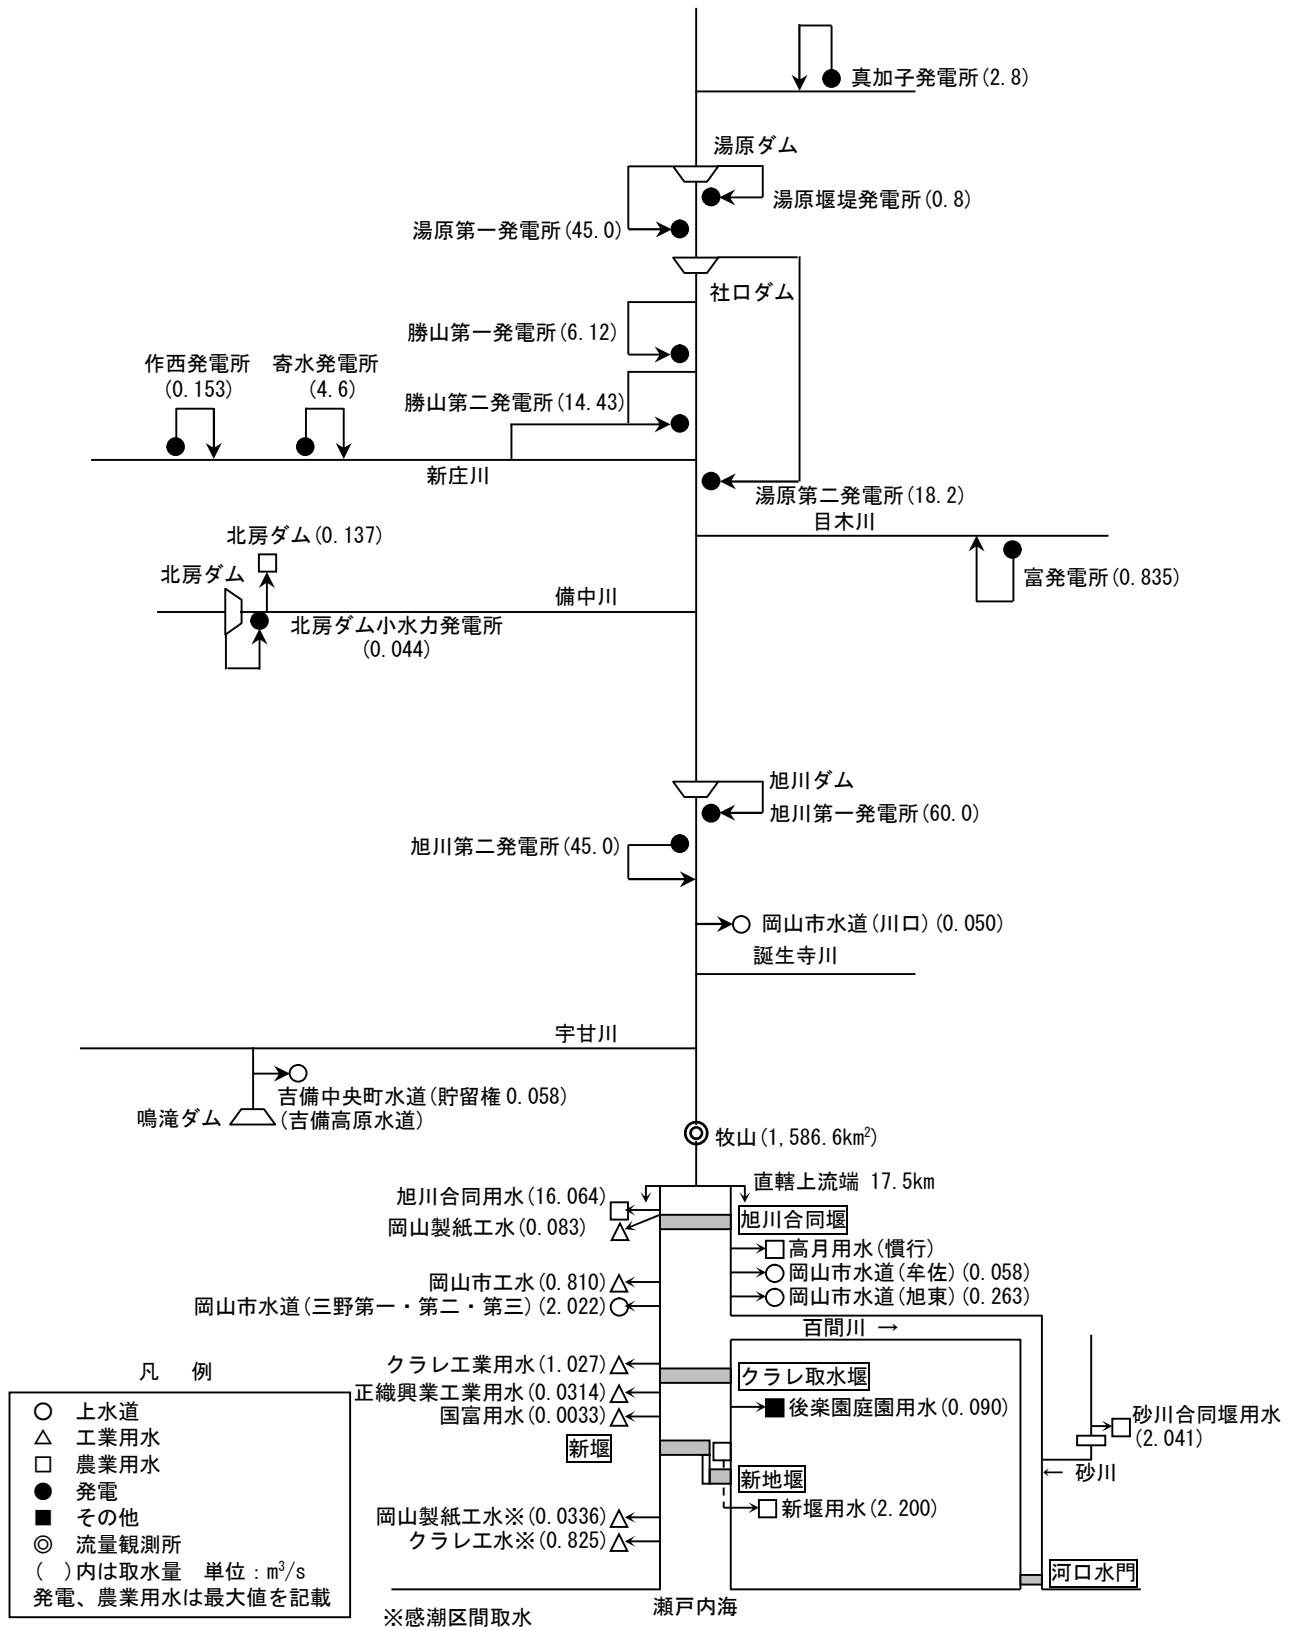 真加子発電所(2.8)
湯原ダム
湯原堰堤発電所(0.8)
湯原第一発電所(45.0)
社口ダム
勝山第一発電所(6.12)
作西発電所
(0.153)
寄水発電所
(4.6)
勝山第二発電所(14.43)
新庄川
湯原第二発電所(18.2)
目木川
北房ダム(0.137)
北房ダム
富発電所(0.835)
備中川
北房ダム小水力発電所
(0.044)
旭川ダム
旭川第一発電所(60.0)
旭川第二発電所(45.0)
岡山市水道(川口)(0.050)
誕生寺川
宇甘川
吉備中央町水道(貯留権0.058)
(吉備高原水道)
鳴滝ダム
牧山(1,586.6km²)
直轄上流端 17.5km
旭川合同用水(16.064)
旭川合同堰
岡山製紙工水(0.083)
高月用水(慣行)
岡山市水道(牟佐)(0.058)
岡山市工水(0.810)
岡山市水道(旭東)(0.263)
岡山市水道(三野第一・第二・第三)(2.022)
百間川 →
クラレ工業用水(1.027)
クラレ取水堰
正織興業工業用水(0.0314)
後楽園庭園用水(0.090)
国富用水(0.0033)
砂川合同堰用水
(2.041)
新堰
← 砂川
新地堰
新堰用水(2.200)
岡山製紙工水※(0.0336)
クラレ工水※(0.825)
河口水門
瀬戸内海
※感潮区間取水
凡 例
○ 上水道
△ 工業用水
□ 農業用水
● 発電
■ その他
◎ 流量観測所
( )内は取水量 単位:m³/s
発電、農業用水は最大値を記載